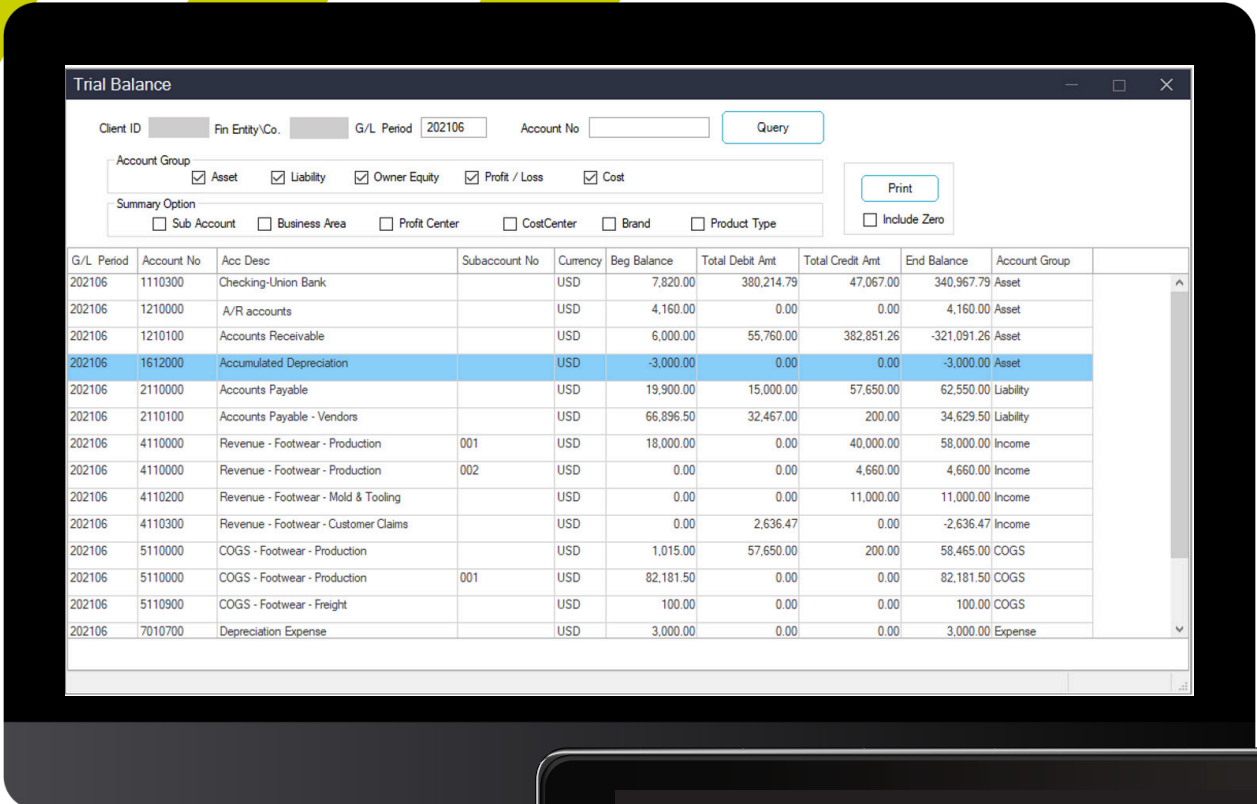 Trial Balance
Client ID Fin Entity\Co. G/L Period 202106 Account No Query
Account Group
Asset Liability Owner Equity Profit / Loss Cost
Print
Summary Option
Sub Account Business Area Profit Center CostCenter Brand Product Type Include Zero
G/L Period Account No Acc Desc Subaccount No Currency Beg Balance Total Debit Amt Total Credit Amt End Balance Account Group
202106 1110300 Checking-Union Bank USD 7,820.00 380,214.79 47,067.00 340,967.79 Asset
202106 1210000 A/R accounts USD 4,160.00 0.00 0.00 4,160.00 Asset
202106 1210100 Accounts Receivable USD 6,000.00 55,760.00 382,851.26 -321,091.26 Asset
202106 1612000 Accumulated Depreciation USD -3,000.00 0.00 0.00 -3,000.00 Asset
202106 2110000 Accounts Payable USD 19,900.00 15,000.00 57,650.00 62,550.00 Liability
202106 2110100 Accounts Payable - Vendors USD 66,896.50 32,467.00 200.00 34,629.50 Liability
202106 4110000 Revenue - Footwear - Production 001 USD 18,000.00 0.00 40,000.00 58,000.00 Income
202106 4110000 Revenue - Footwear - Production 002 USD 0.00 0.00 4,660.00 4,660.00 Income
202106 4110200 Revenue - Footwear - Mold & Tooling USD 0.00 0.00 11,000.00 11,000.00 Income
202106 4110300 Revenue - Footwear - Customer Claims USD 0.00 2,636.47 0.00 -2,636.47 Income
202106 5110000 COGS - Footwear - Production USD 1,015.00 57,650.00 200.00 58,465.00 COGS
202106 5110000 COGS - Footwear - Production 001 USD 82,181.50 0.00 0.00 82,181.50 COGS
202106 5110900 COGS - Footwear - Freight USD 100.00 0.00 0.00 100.00 COGS
202106 7010700 Depreciation Expense USD 3,000.00 0.00 0.00 3,000.00 Expense